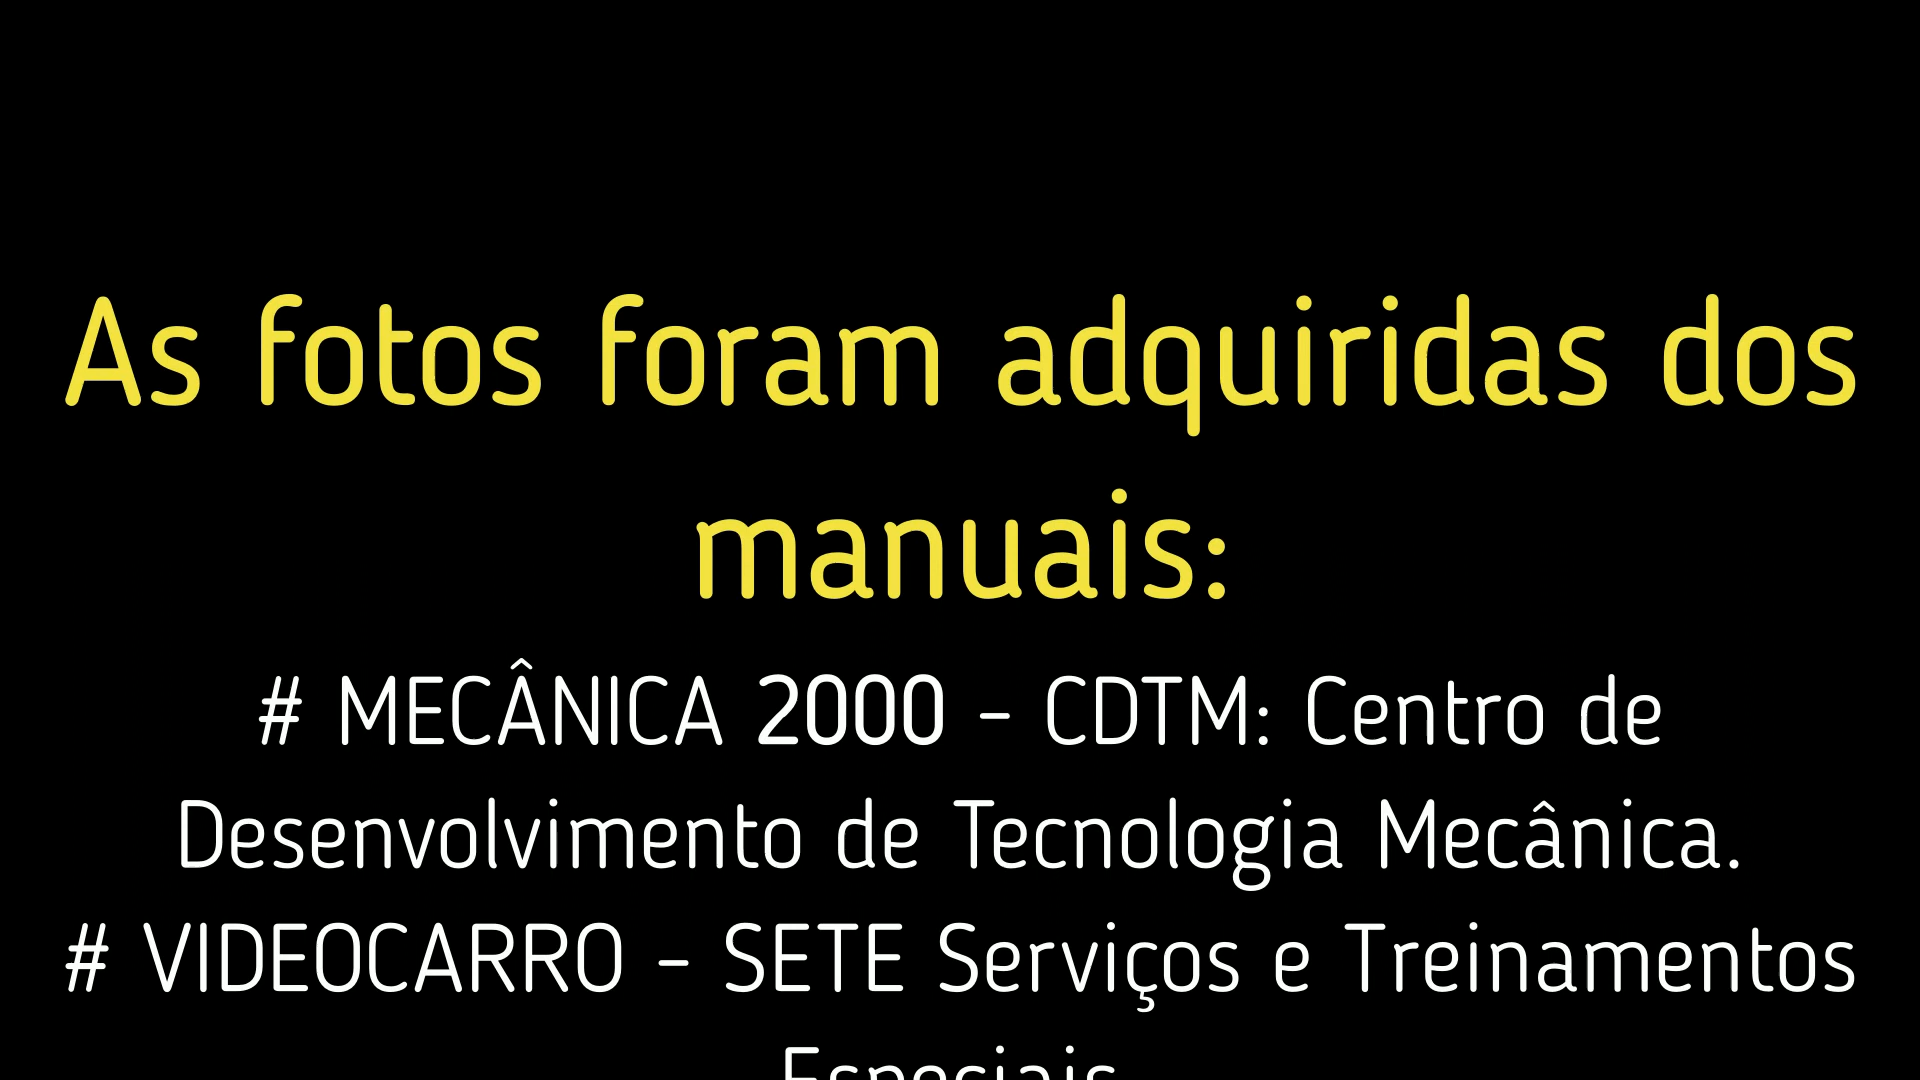 As fotos foram adquiridas dos
manuais:
# MECÂNICA 2000 - CDTM: Centro de
Desenvolvimento de Tecnologia Mecânica.
# VIDEOCARRO - SETE Serviços e Treinamentos
Especiais